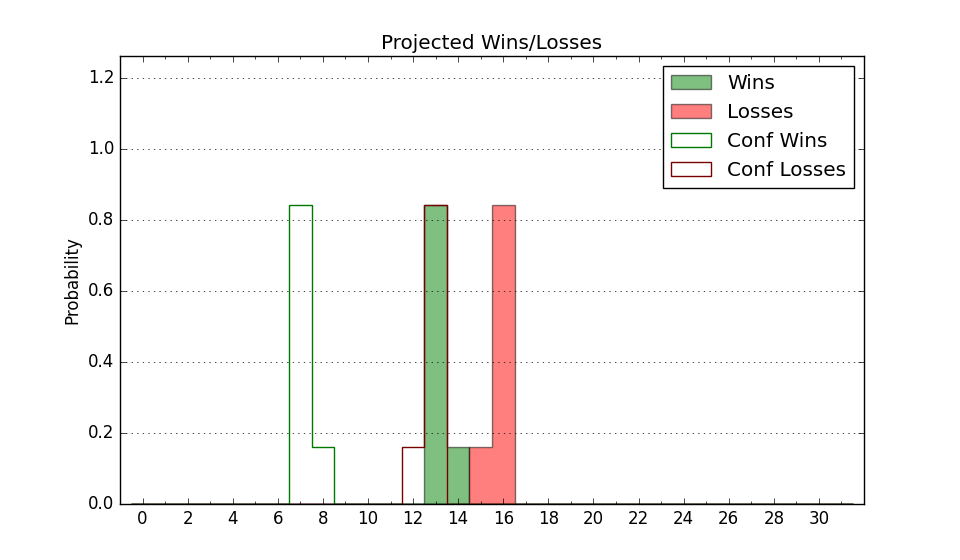 Projected Wins/Losses
Wins
Losses
Conf Wins
Conf Losses
Probability
1.2
1.0
0.8
0.6
0.4
0.2
0.0
0 2 4 6 8 10 12 14 16 18 20 22 24 26 28 30